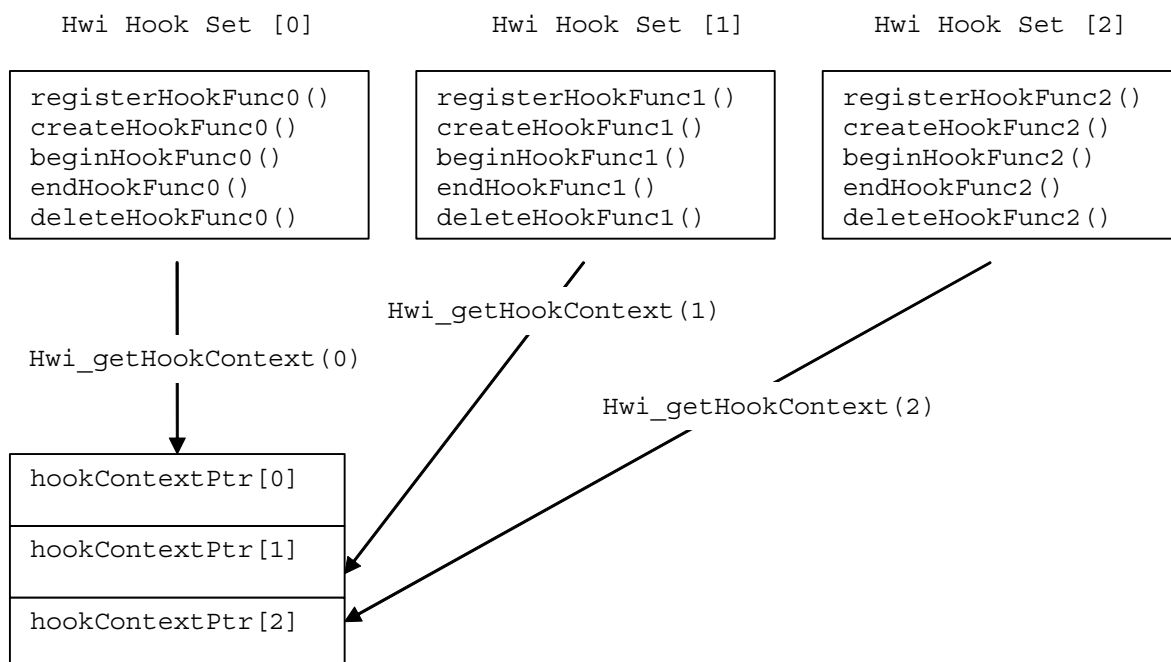 Hwi Hook Set [0]
Hwi Hook Set [1]
Hwi Hook Set [2]
registerHookFunc0()
createHookFunc0()
beginHookFunc0()
endHookFunc0()
deleteHookFunc0()
registerHookFunc1()
createHookFunc1()
beginHookFunc1()
endHookFunc1()
deleteHookFunc1()
registerHookFunc2()
createHookFunc2()
beginHookFunc2()
endHookFunc2()
deleteHookFunc2()
Hwi_getHookContext(1)
Hwi_getHookContext(0)
Hwi_getHookContext(2)
hookContextPtr[0]
hookContextPtr[1]
hookContextPtr[2]